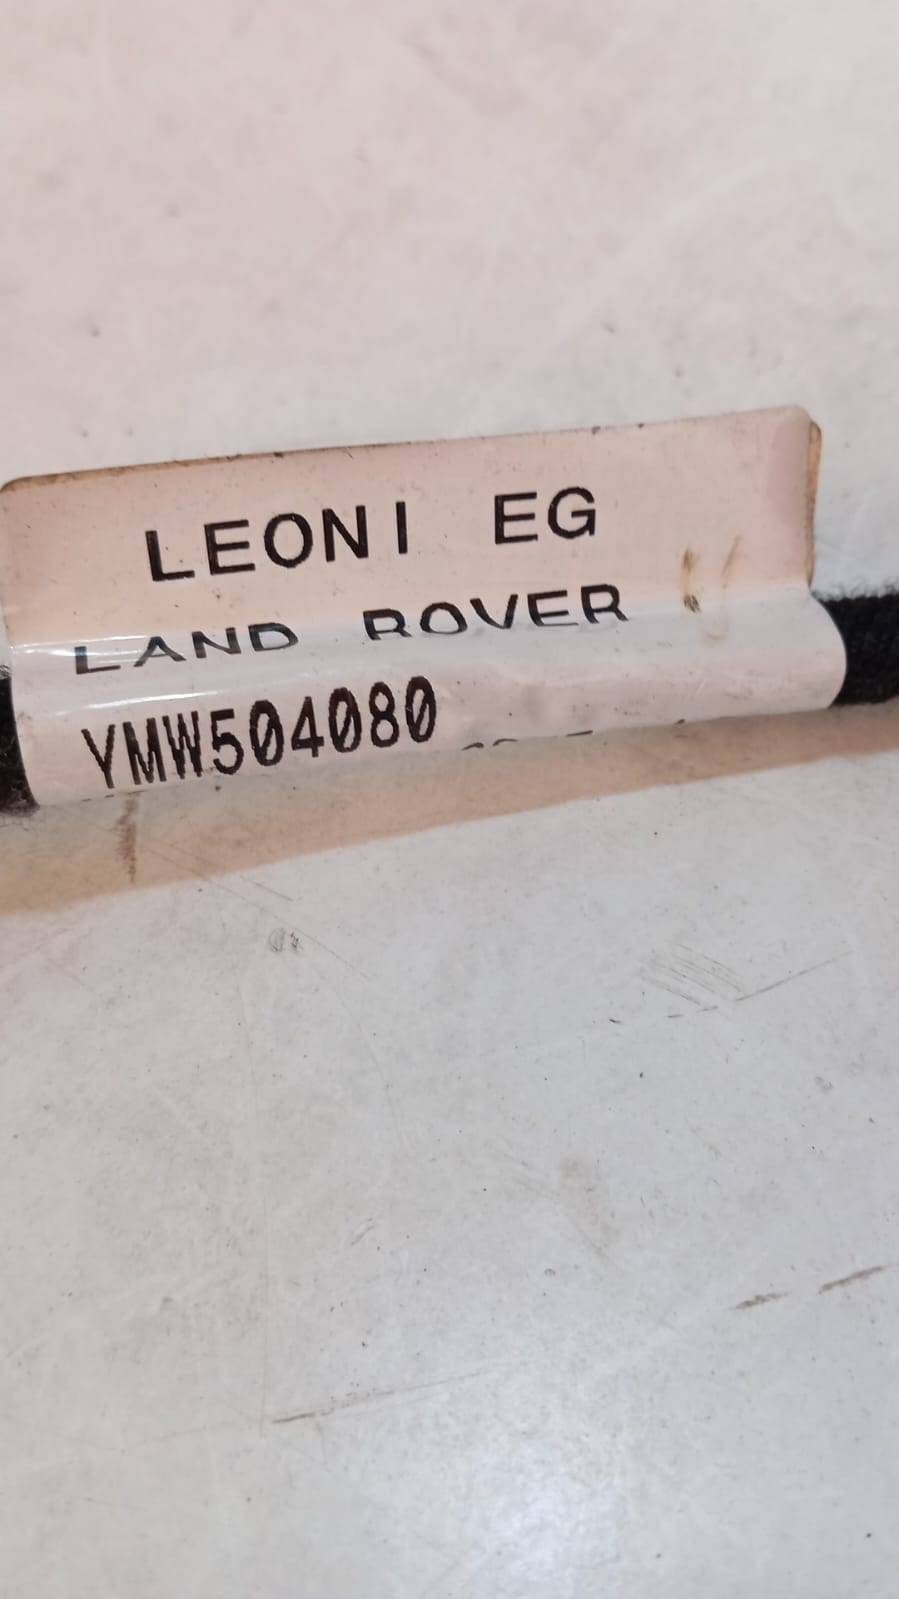 LEONI EG
LAND ROVER
YMW504080